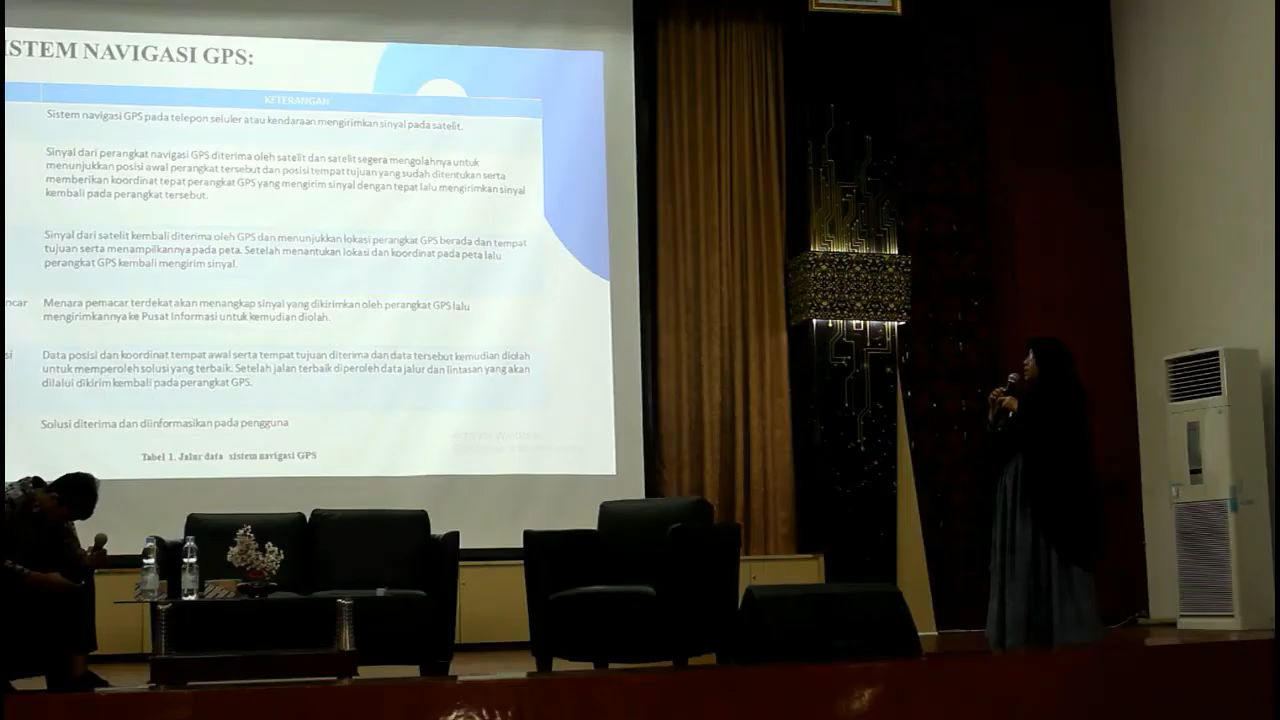 ISTEM NAVIGASI GPS:
KETERANGAN
Sistem navigasi GPS pada telepon seluler atau kendaraan mengirimkan sinyal pada satelit.
Sinyal dari perangkat navigasi GPS diterima oleh satelit dan satelit segera mengolahnya untuk
menunjukkan posisi awal perangkat tersebut dan posisi tempat tujuan yang sudah ditentukan serta
memberikan koordinat tepat perangkat GPS yang mengirim sinyal dengan tepat lalu mengirimkan sinyal
kembali pada perangkat tersebut.
Sinyal dari satelit kembali diterima oleh GPS dan menunjukkan lokasi perangkat GPS berada dan tempat
tujuan serta menampilkannya pada peta. Setelah menantukan lokasi dan koordinat pada peta lalu
perangkat GPS kembali mengirim sinyal.
ncar
Menara pemacar terdekat akan menangkap sinyal yang dikirimkan oleh perangkat GPS lalu
mengirimkannya ke Pusat Informasi untuk kemudian diolah.
si
Data posisi dan koordinat tempat awal serta tempat tujuan diterima dan data tersebut kemudian diolah
untuk memperoleh solusi yang terbaik. Setelah jalan terbaik diperoleh data jalur dan lintasan yang akan
dilalui dikirim kembali pada perangkat GPS.
Solusi diterima dan diinformasikan pada pengguna
Tabel 1. Jalur data sistem navigasi GPS